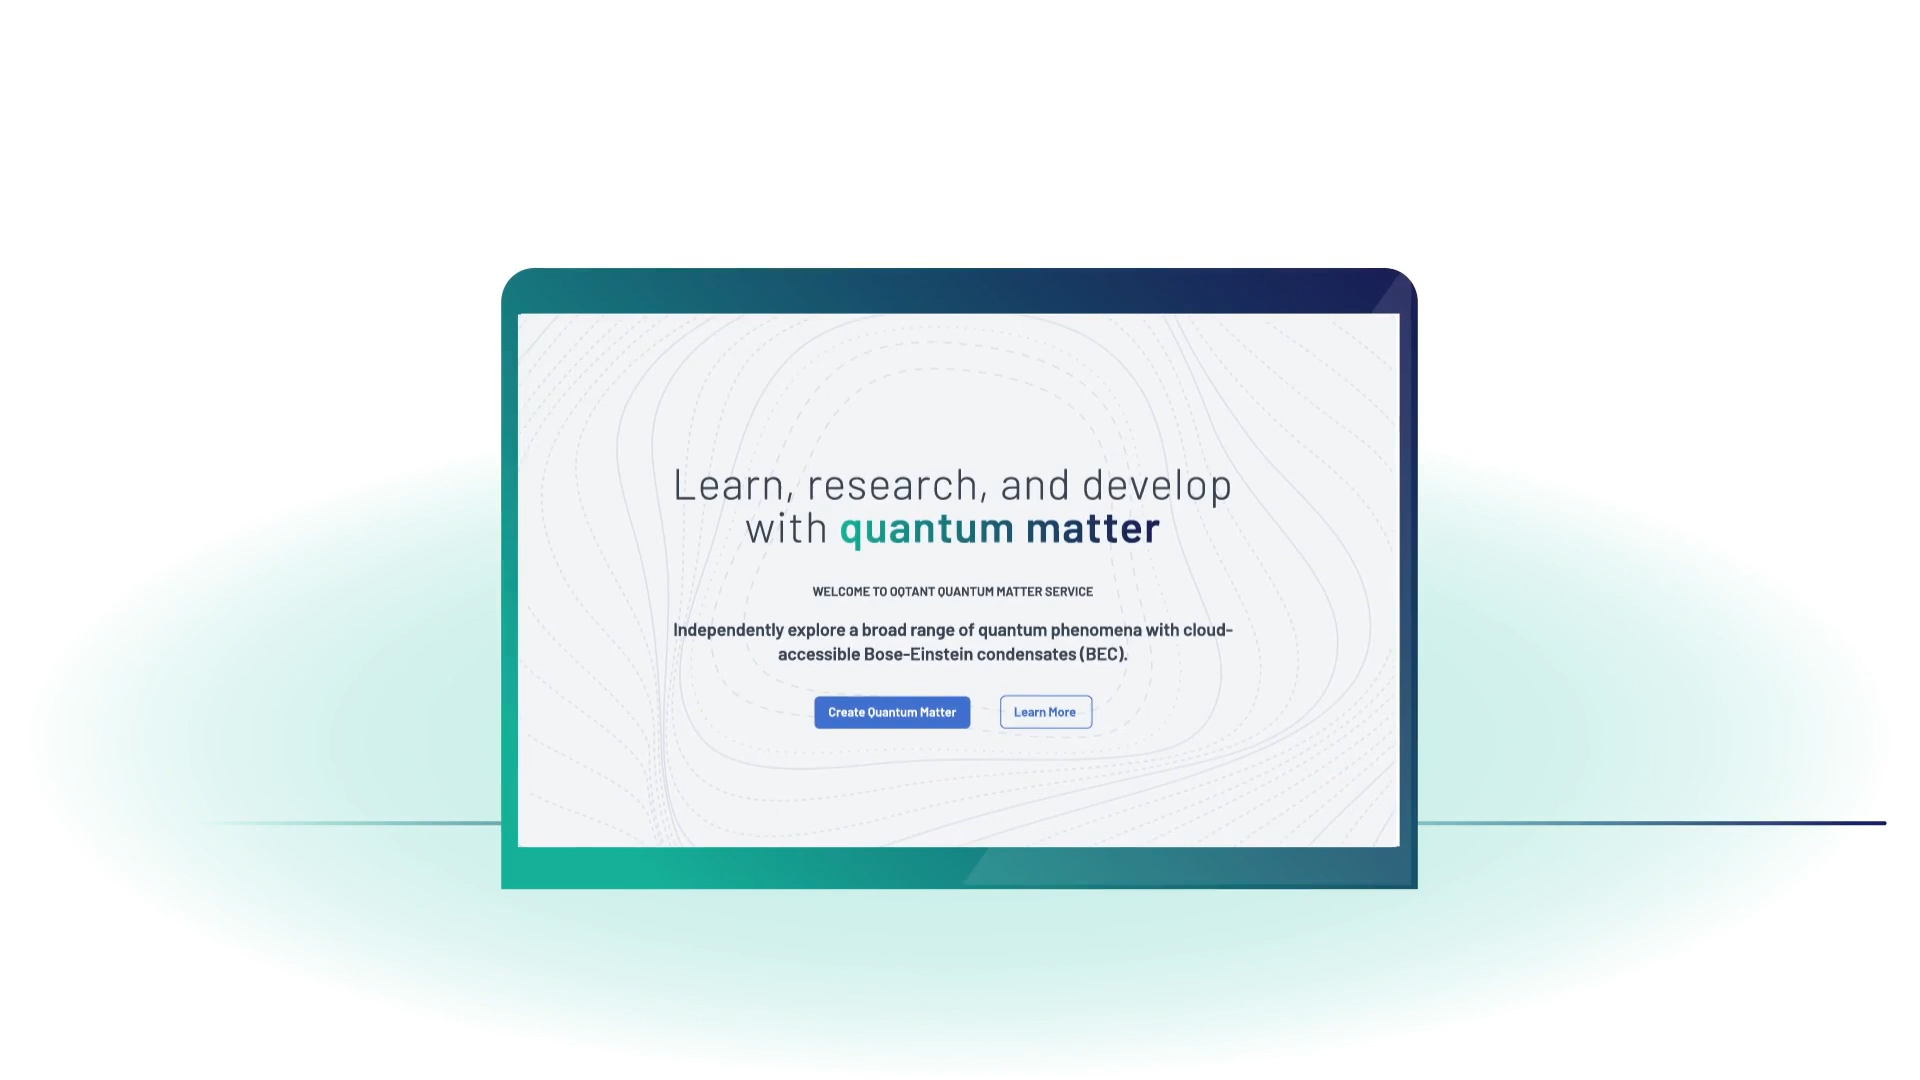 Learn, research, and develop
with quantum matter
WELCOME TO OQTANT QUANTUM MATTER SERVICE
Independently explore a broad range of quantum phenomena with cloud-
accessible Bose-Einstein condensates (BEC).
Create Quantum Matter
Learn More